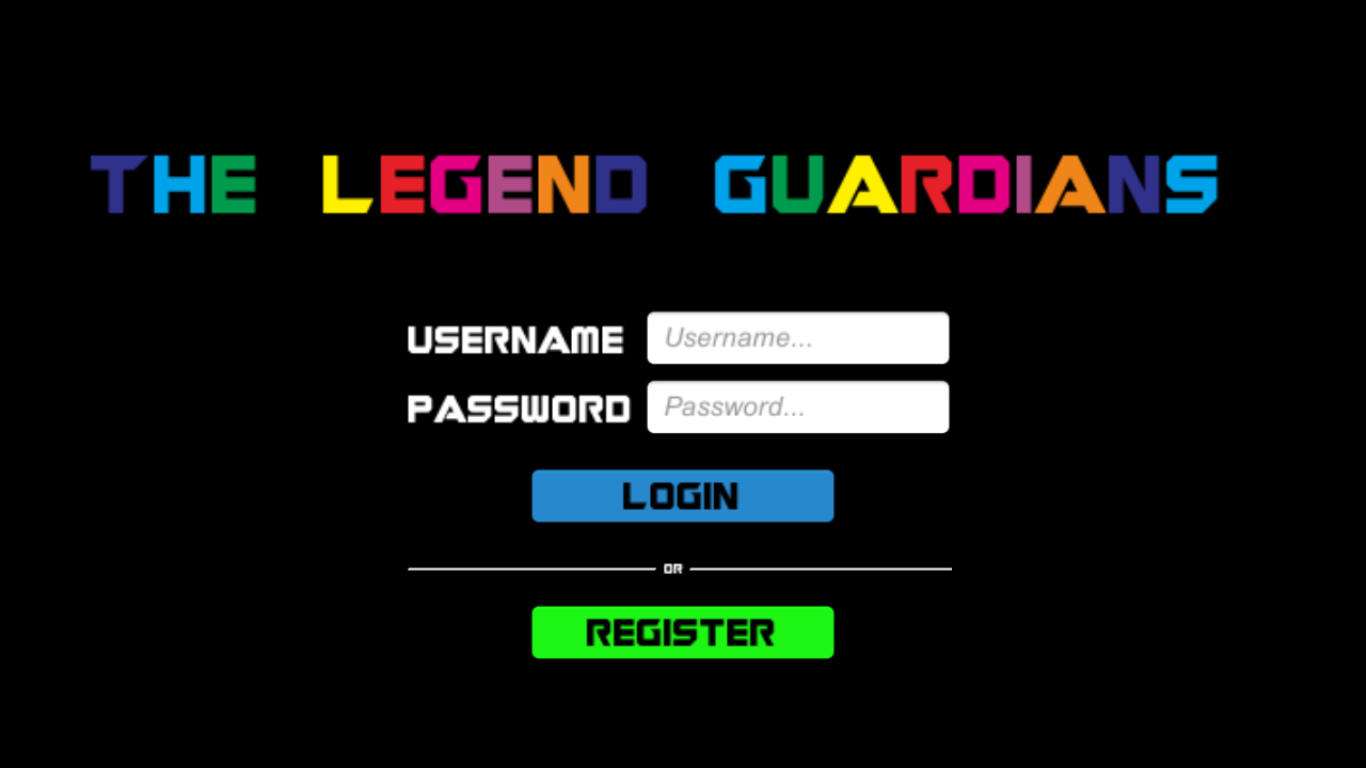 THE LEGEND GUARDIANS
USERNAME Username...
PASSWORD Password...
LOGIN
OR
REGISTER